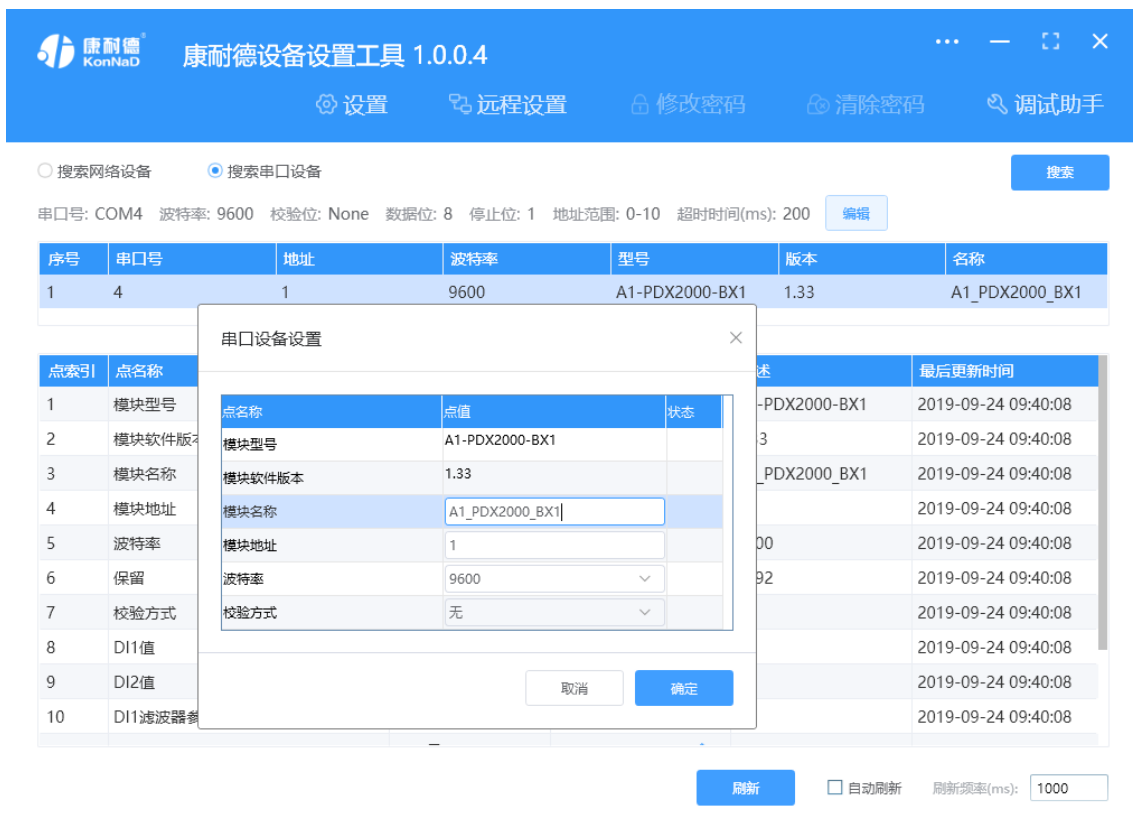 康耐德® KonNaD 康耐德设备设置工具 1.0.0.4
设置 远程设置 修改密码 清除密码 调试助手
搜索网络设备 搜索串口设备 搜索
串口号: COM4 波特率: 9600 校验位: None 数据位: 8 停止位: 1 地址范围: 0-10 超时时间(ms): 200 编辑
序号 串口号 地址 波特率 型号 版本 名称
1 4 1 9600 A1-PDX2000-BX1 1.33 A1_PDX2000_BX1
串口设备设置
点索引 点名称 述 最后更新时间
1 模块型号 -PDX2000-BX1 2019-09-24 09:40:08
点名称 点值 状态
模块型号 A1-PDX2000-BX1
2 模块软件版本 3 2019-09-24 09:40:08
模块软件版本 1.33
3 模块名称 _PDX2000_BX1 2019-09-24 09:40:08
模块名称 A1_PDX2000_BX1
4 模块地址 2019-09-24 09:40:08
模块地址 1
5 波特率 00 2019-09-24 09:40:08
波特率 9600
6 保留 92 2019-09-24 09:40:08
校验方式 无
7 校验方式 2019-09-24 09:40:08
8 DI1值 2019-09-24 09:40:08
9 DI2值 2019-09-24 09:40:08
取消 确定
10 DI1滤波器参 2019-09-24 09:40:08
刷新 自动刷新 刷新频率(ms): 1000